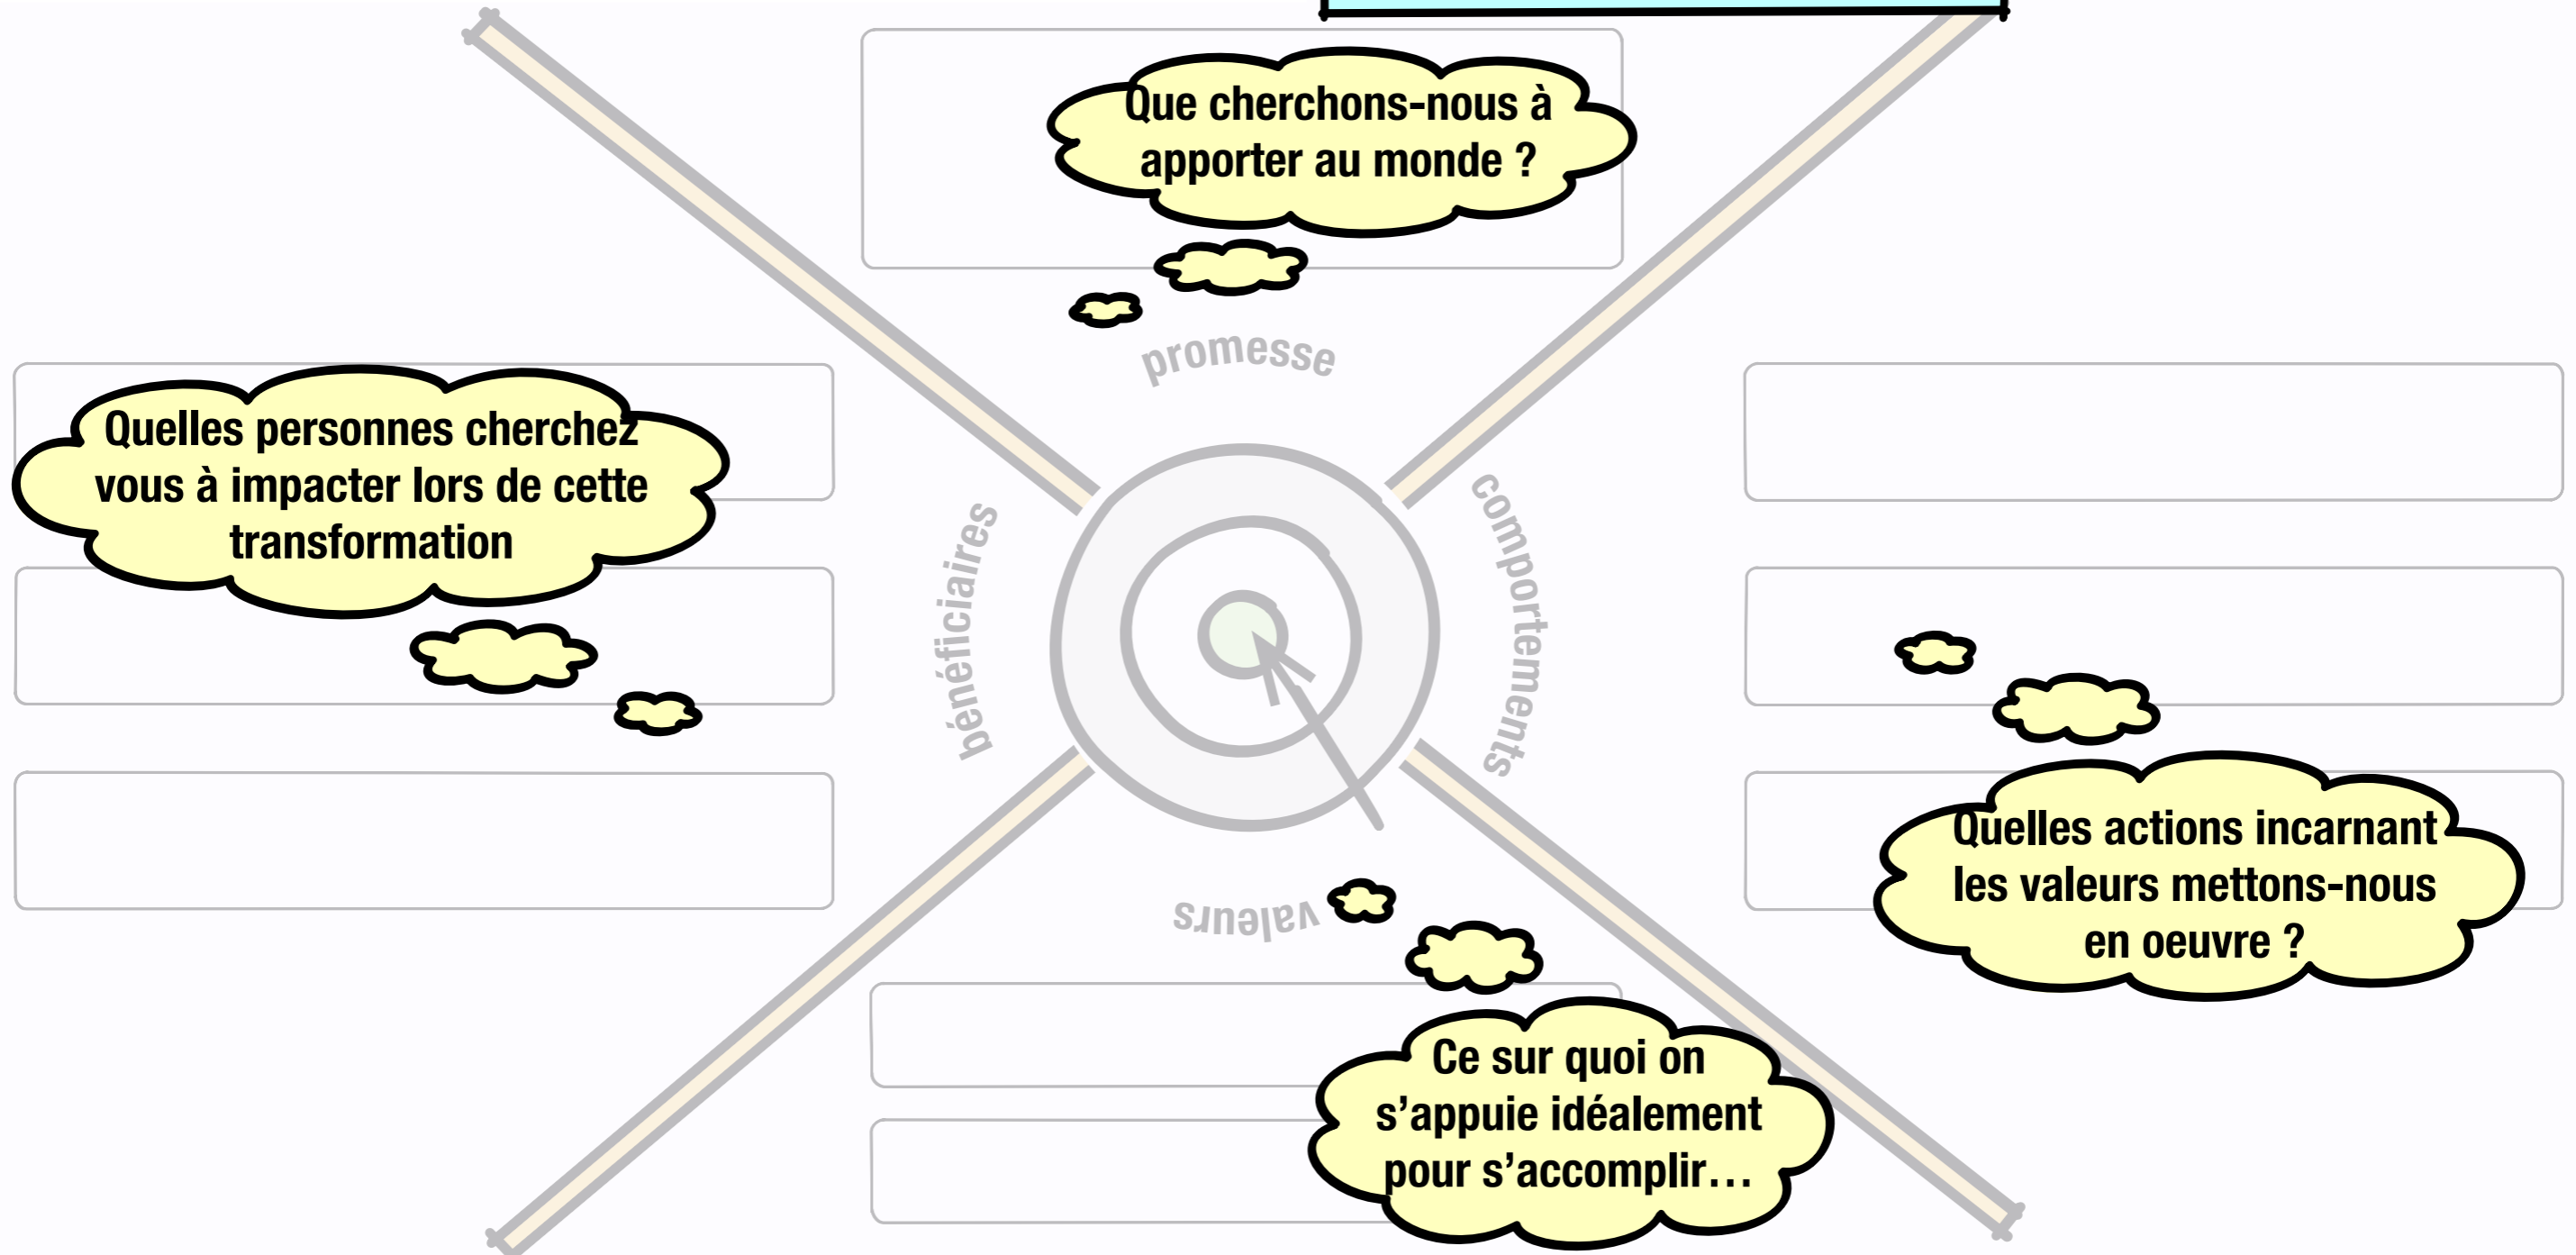 Que cherchons-nous à
apporter au monde ?
promesse
Quelles personnes cherchez
vous à impacter lors de cette
transformation
bénéficiaires
comportements
Quelles actions incarnant
les valeurs mettons-nous
en oeuvre ?
valeurs
Ce sur quoi on
s'appuie idéalement
pour s'accomplir…